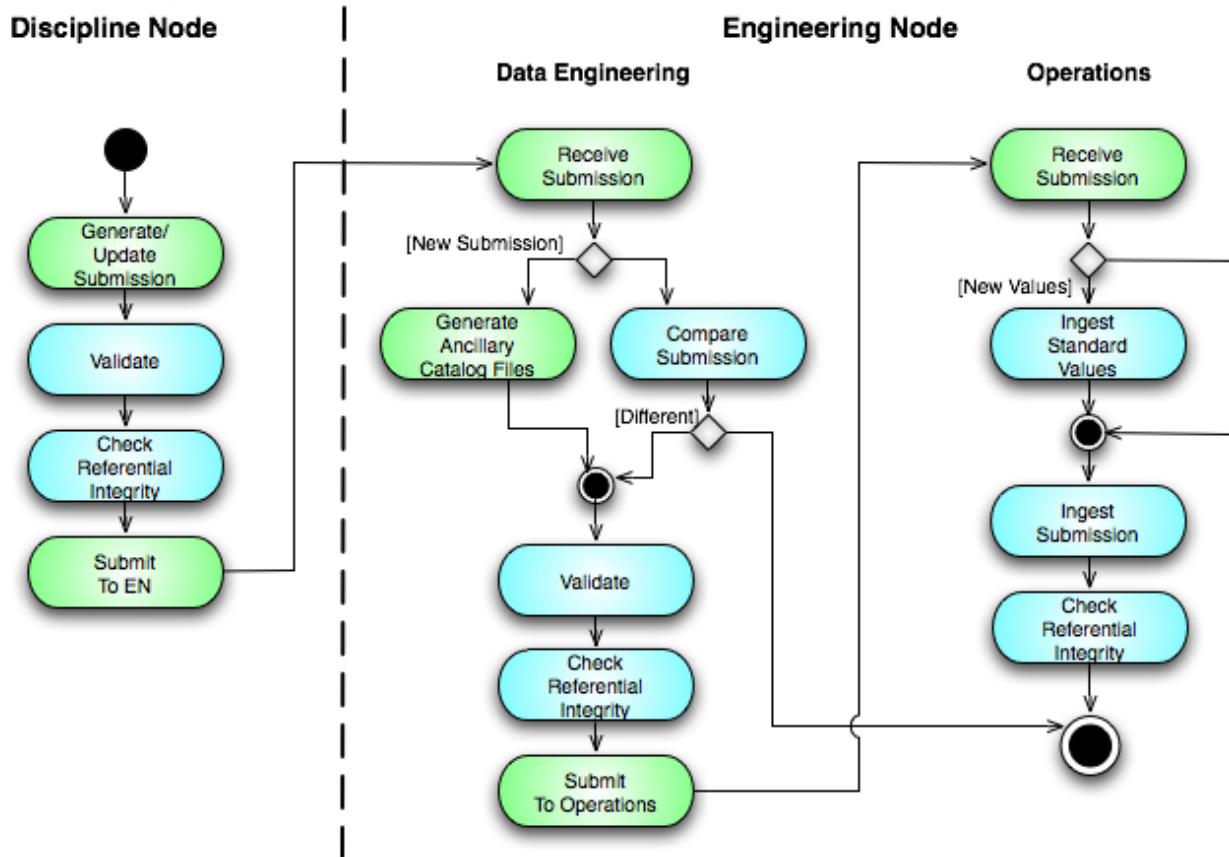 Discipline Node
Engineering Node
Data Engineering
Operations
Generate/
Update
Submission
Validate
Check
Referential
Integrity
Submit
To EN
Receive
Submission
[New Submission]
Generate
Ancillary
Catalog Files
Compare
Submission
[Different]
Validate
Check
Referential
Integrity
Submit
To Operations
Receive
Submission
[New Values]
Ingest
Standard
Values
Ingest
Submission
Check
Referential
Integrity